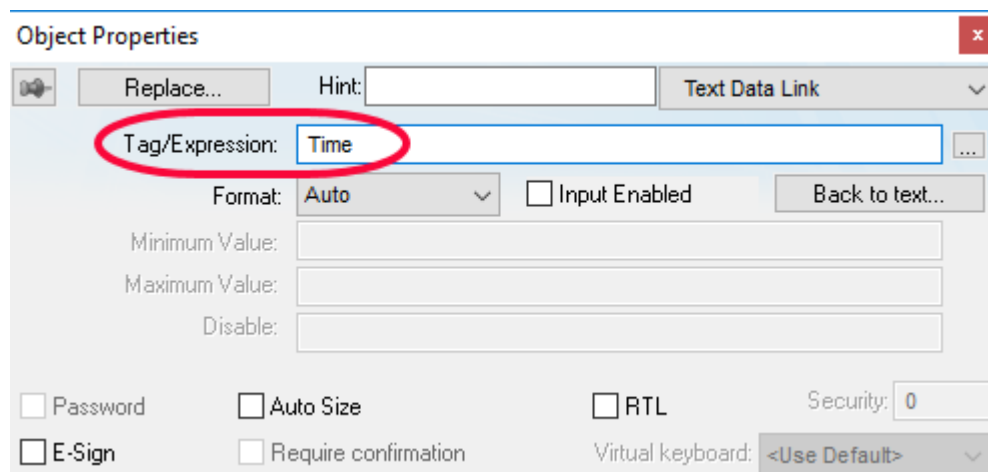 Object Properties x
Replace... Hint: Text Data Link
Tag/Expression: Time ...
Format: Auto Input Enabled Back to text...
Minimum Value:
Maximum Value:
Disable:
Password Auto Size RTL Security: 0
E-Sign Require confirmation Virtual keyboard: <Use Default>